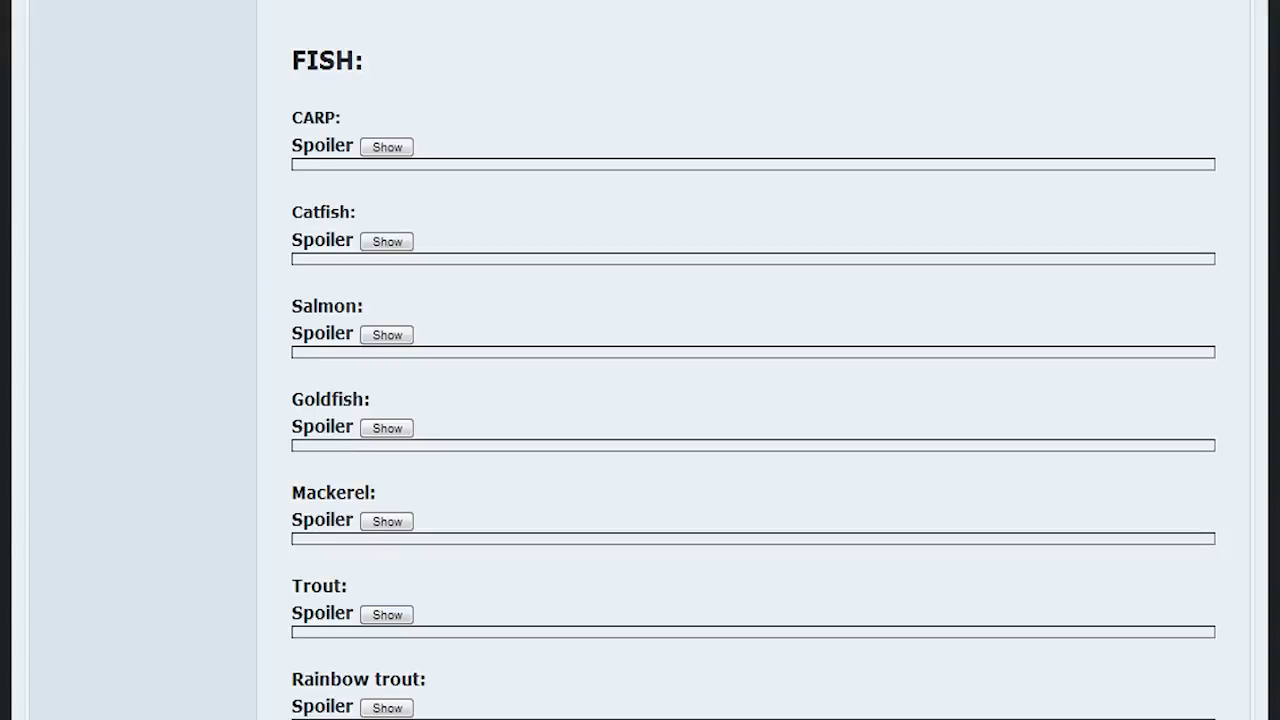 FISH:
CARP:
Spoiler Show
Catfish:
Spoiler Show
Salmon:
Spoiler Show
Goldfish:
Spoiler Show
Mackerel:
Spoiler Show
Trout:
Spoiler Show
Rainbow trout:
Spoiler Show